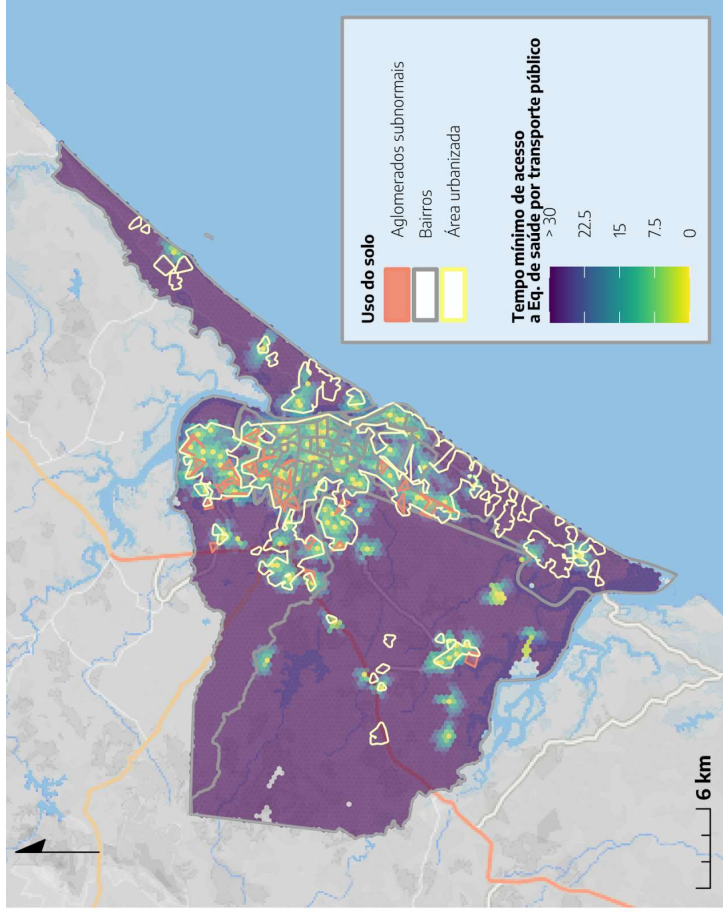 Uso do solo
Aglomerados subnormais
Bairros
Área urbanizada
Tempo mínimo de acesso
a Eq. de saúde por transporte público
> 30
22.5
15
7.5
0
6 km